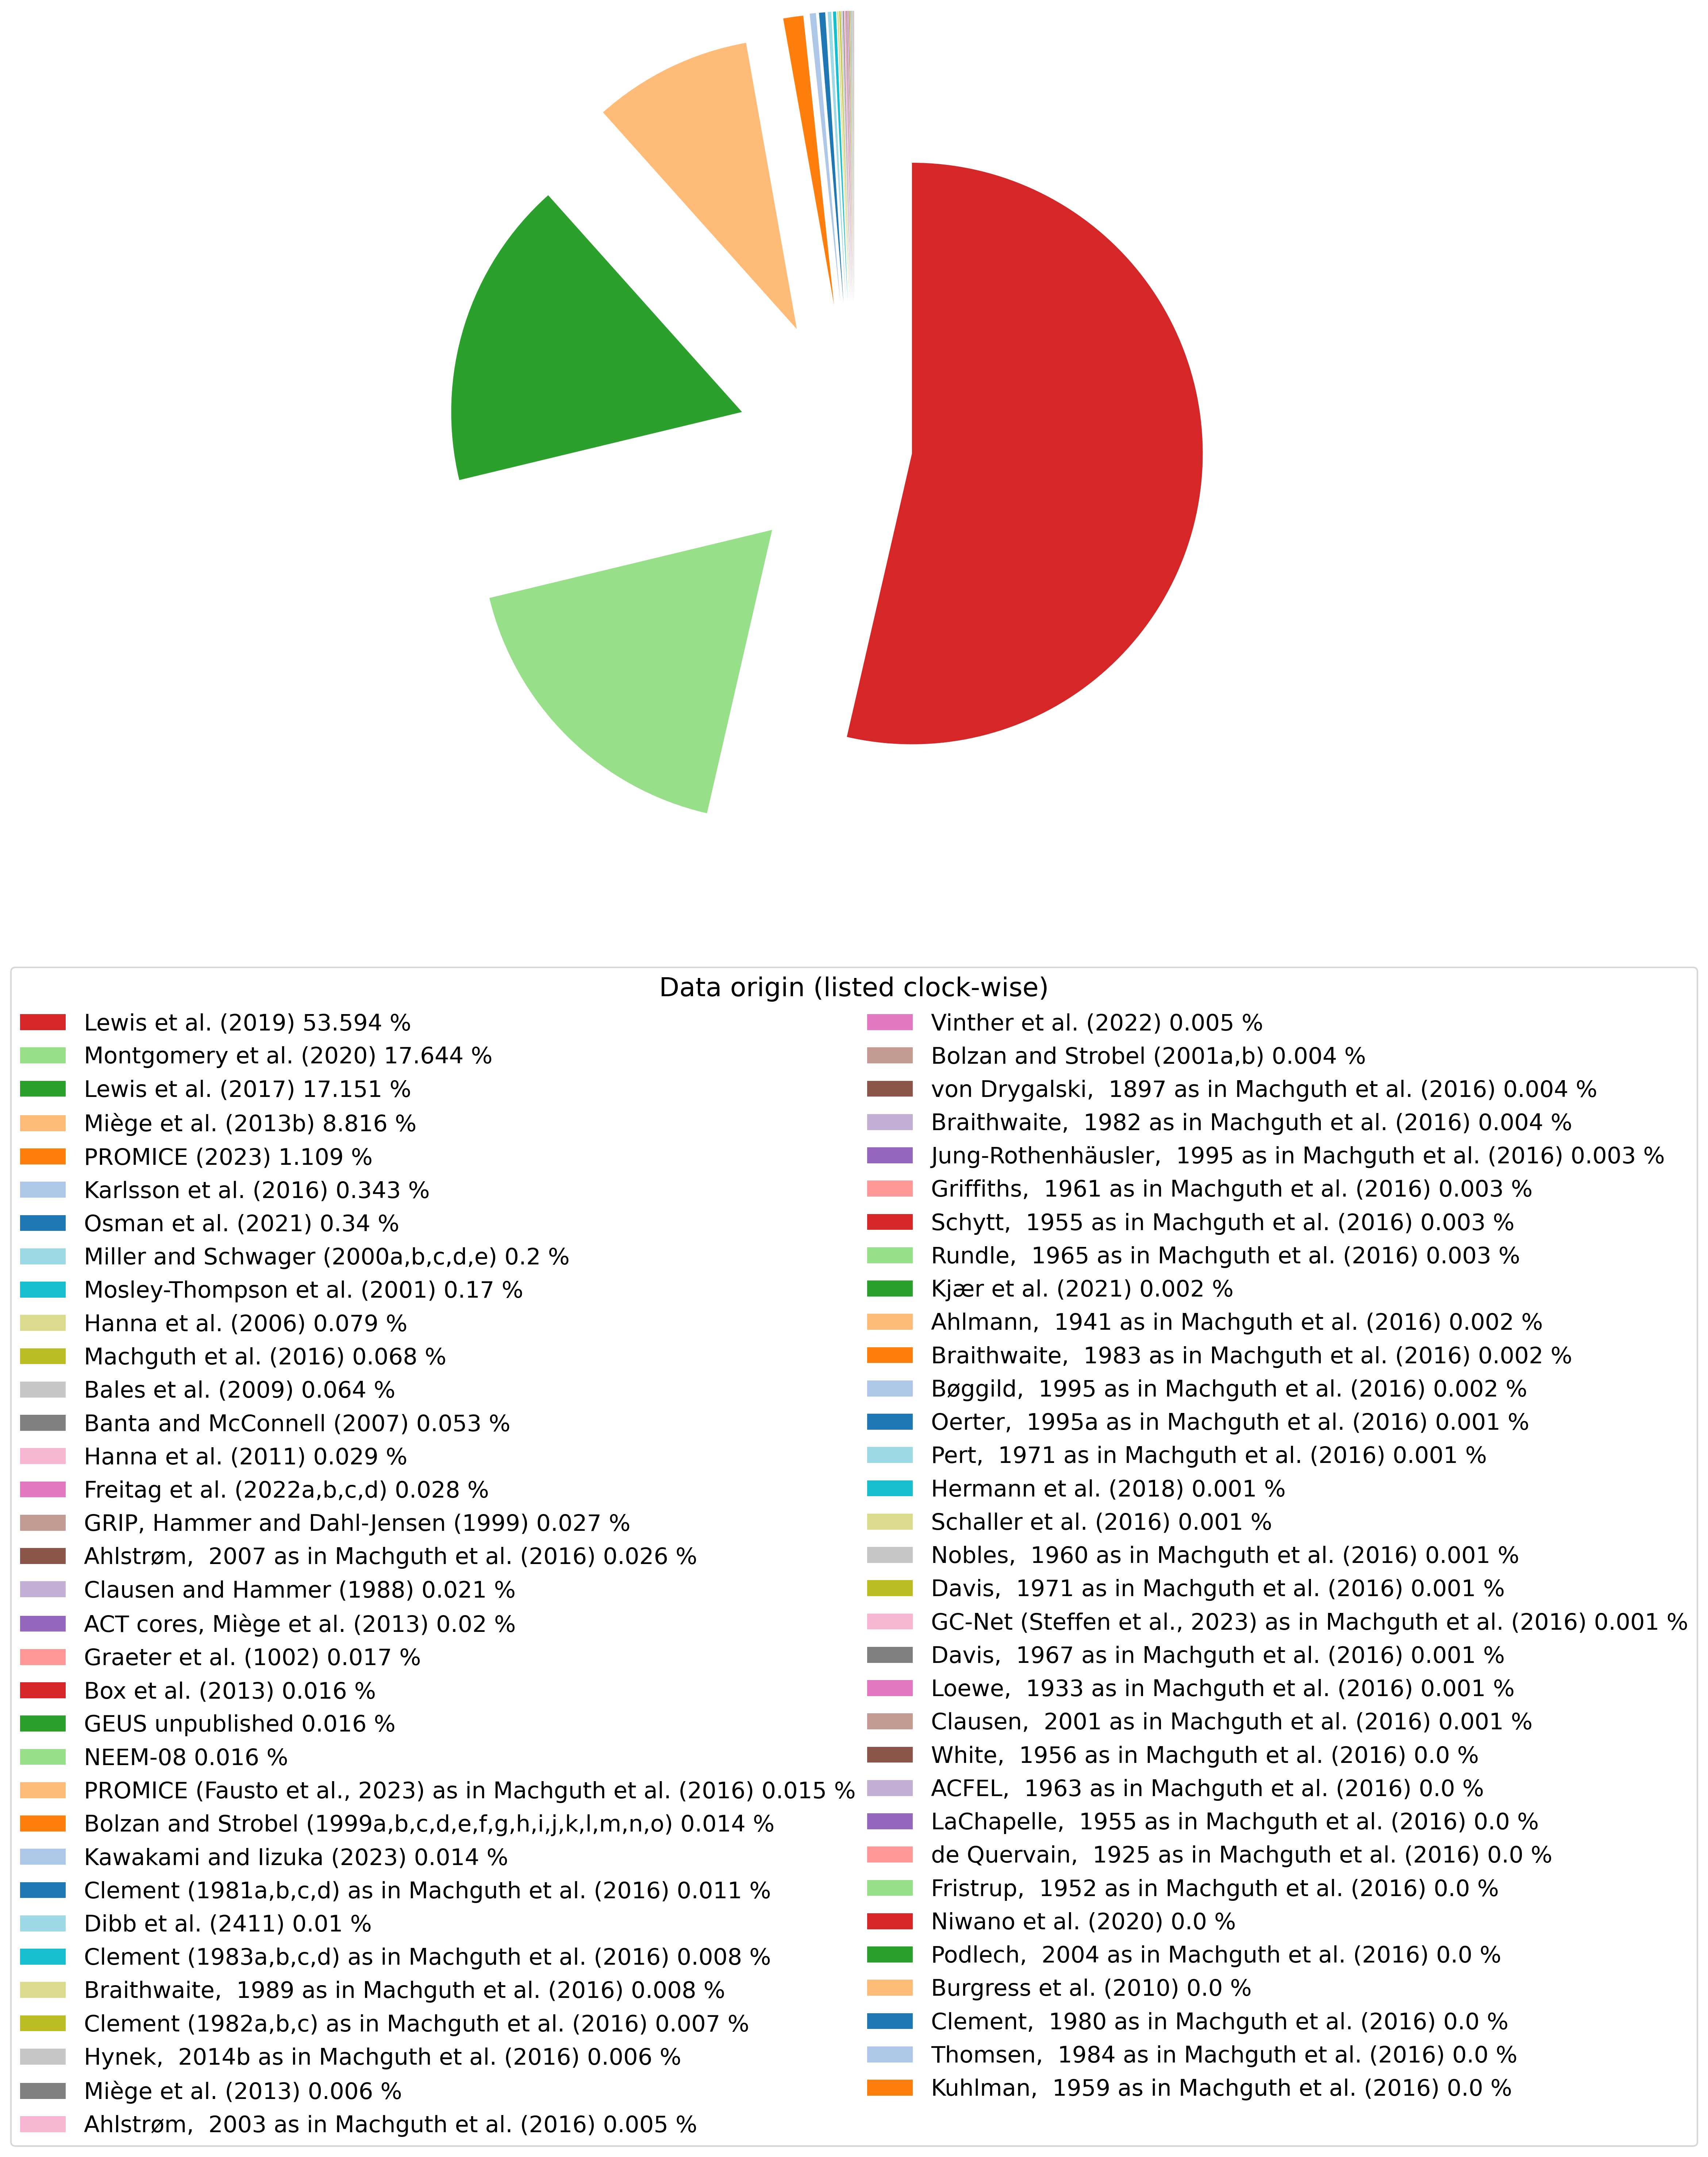 Data origin (listed clock-wise)
Lewis et al. (2019) 53.594 %
Montgomery et al. (2020) 17.644 %
Lewis et al. (2017) 17.151 %
Miège et al. (2013b) 8.816 %
PROMICE (2023) 1.109 %
Karlsson et al. (2016) 0.343 %
Osman et al. (2021) 0.34 %
Miller and Schwager (2000a,b,c,d,e) 0.2 %
Mosley-Thompson et al. (2001) 0.17 %
Hanna et al. (2006) 0.079 %
Machguth et al. (2016) 0.068 %
Bales et al. (2009) 0.064 %
Banta and McConnell (2007) 0.053 %
Hanna et al. (2011) 0.029 %
Freitag et al. (2022a,b,c,d) 0.028 %
GRIP, Hammer and Dahl-Jensen (1999) 0.027 %
Ahlstrøm,  2007 as in Machguth et al. (2016) 0.026 %
Clausen and Hammer (1988) 0.021 %
ACT cores, Miège et al. (2013) 0.02 %
Graeter et al. (1002) 0.017 %
Box et al. (2013) 0.016 %
GEUS unpublished 0.016 %
NEEM-08 0.016 %
PROMICE (Fausto et al., 2023) as in Machguth et al. (2016) 0.015 %
Bolzan and Strobel (1999a,b,c,d,e,f,g,h,i,j,k,l,m,n,o) 0.014 %
Kawakami and Iizuka (2023) 0.014 %
Clement (1981a,b,c,d) as in Machguth et al. (2016) 0.011 %
Dibb et al. (2411) 0.01 %
Clement (1983a,b,c,d) as in Machguth et al. (2016) 0.008 %
Braithwaite,  1989 as in Machguth et al. (2016) 0.008 %
Clement (1982a,b,c) as in Machguth et al. (2016) 0.007 %
Hynek,  2014b as in Machguth et al. (2016) 0.006 %
Miège et al. (2013) 0.006 %
Ahlstrøm,  2003 as in Machguth et al. (2016) 0.005 %
Vinther et al. (2022) 0.005 %
Bolzan and Strobel (2001a,b) 0.004 %
von Drygalski,  1897 as in Machguth et al. (2016) 0.004 %
Braithwaite,  1982 as in Machguth et al. (2016) 0.004 %
Jung-Rothenhäusler,  1995 as in Machguth et al. (2016) 0.003 %
Griffiths,  1961 as in Machguth et al. (2016) 0.003 %
Schytt,  1955 as in Machguth et al. (2016) 0.003 %
Rundle,  1965 as in Machguth et al. (2016) 0.003 %
Kjær et al. (2021) 0.002 %
Ahlmann,  1941 as in Machguth et al. (2016) 0.002 %
Braithwaite,  1983 as in Machguth et al. (2016) 0.002 %
Bøggild,  1995 as in Machguth et al. (2016) 0.002 %
Oerter,  1995a as in Machguth et al. (2016) 0.001 %
Pert,  1971 as in Machguth et al. (2016) 0.001 %
Hermann et al. (2018) 0.001 %
Schaller et al. (2016) 0.001 %
Nobles,  1960 as in Machguth et al. (2016) 0.001 %
Davis,  1971 as in Machguth et al. (2016) 0.001 %
GC-Net (Steffen et al., 2023) as in Machguth et al. (2016) 0.001 %
Davis,  1967 as in Machguth et al. (2016) 0.001 %
Loewe,  1933 as in Machguth et al. (2016) 0.001 %
Clausen,  2001 as in Machguth et al. (2016) 0.001 %
White,  1956 as in Machguth et al. (2016) 0.0 %
ACFEL,  1963 as in Machguth et al. (2016) 0.0 %
LaChapelle,  1955 as in Machguth et al. (2016) 0.0 %
de Quervain,  1925 as in Machguth et al. (2016) 0.0 %
Fristrup,  1952 as in Machguth et al. (2016) 0.0 %
Niwano et al. (2020) 0.0 %
Podlech,  2004 as in Machguth et al. (2016) 0.0 %
Burgress et al. (2010) 0.0 %
Clement,  1980 as in Machguth et al. (2016) 0.0 %
Thomsen,  1984 as in Machguth et al. (2016) 0.0 %
Kuhlman,  1959 as in Machguth et al. (2016) 0.0 %